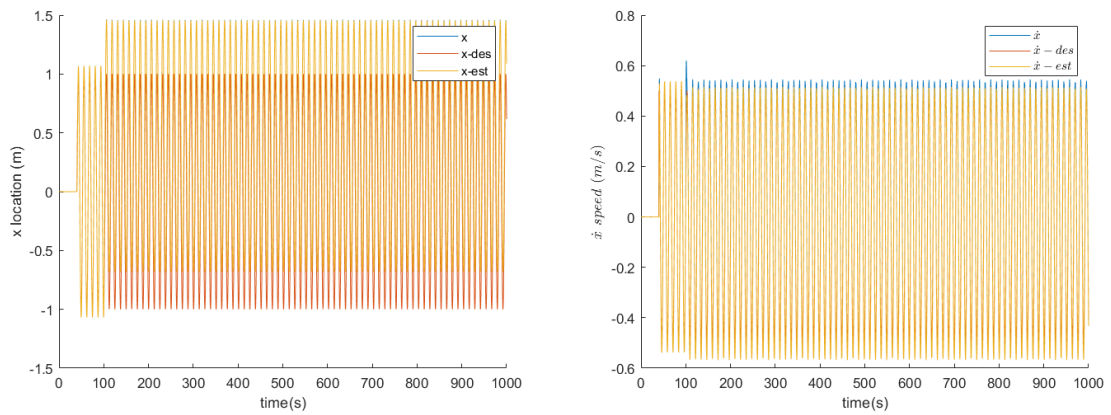 1.5
1
0.5
0
-0.5
-1
-1.5
x location (m)
0 100 200 300 400 500 600 700 800 900 1000
time(s)
x
x-des
x-est
0.8
0.6
0.4
0.2
0
-0.2
-0.4
-0.6
ẋ speed (m/s)
0 100 200 300 400 500 600 700 800 900 1000
time(s)
ẋ
ẋ − des
ẋ − est